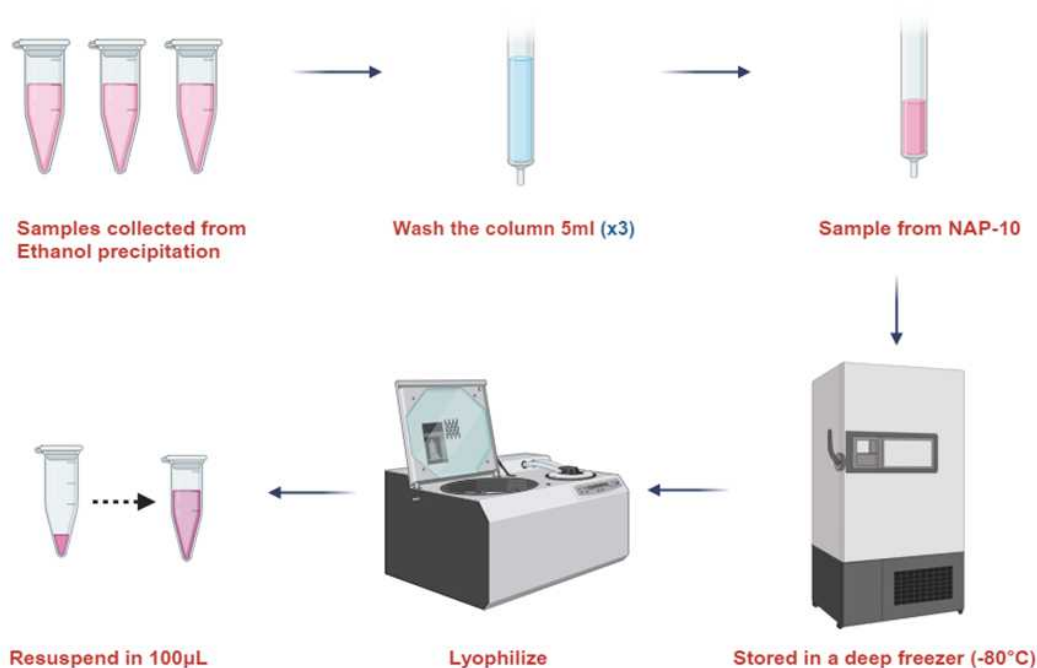 Samples collected from
Ethanol precipitation
Wash the column 5ml (x3)
Sample from NAP-10
Stored in a deep freezer (-80°C)
Lyophilize
Resuspend in 100µL